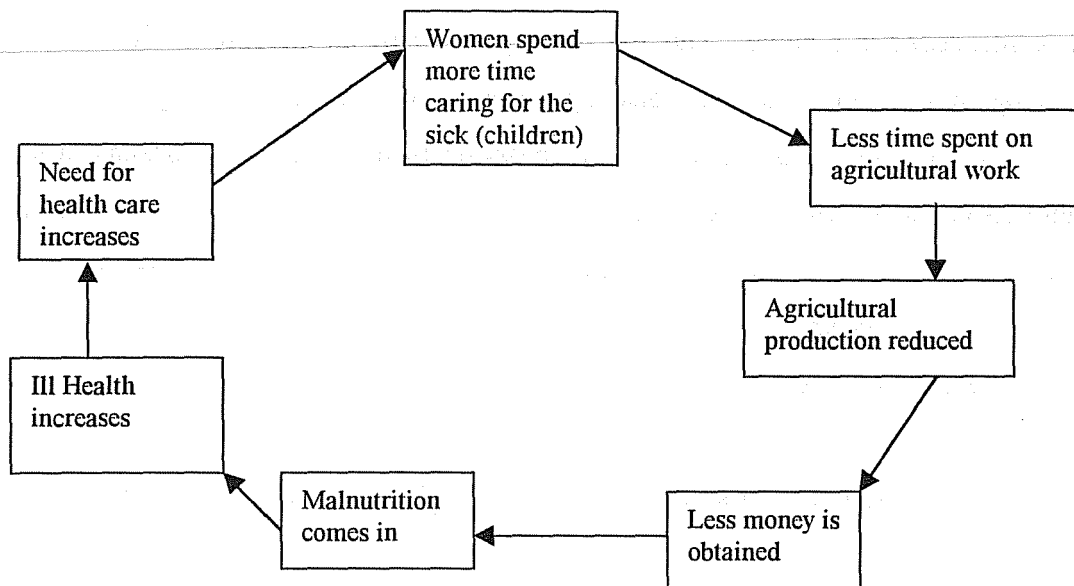 Women spend
more time
caring for the
sick (children)
Less time spent on
agricultural work
Agricultural
production reduced
Less money is
obtained
Malnutrition
comes in
Ill Health
increases
Need for
health care
increases